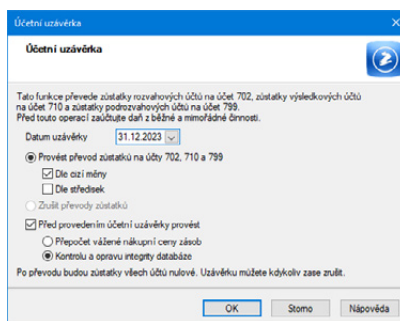 Účetní uzávěrka
Účetní uzávěrka
Tato funkce převede zůstatky rozvahových účtů na účet 702, zůstatky výsledkových účtů
na účet 710 a zůstatky podrozvahových účtů na účet 799.
Před touto operací zaúčtujte daň z běžné a mimořádné činnosti.
Datum uzávěrky 31.12.2023
Provést převod zůstatků na účty 702, 710 a 799
Dle cizí měny
Dle středisek
Zrušit převody zůstatků
Před provedením účetní uzávěrky provést
Přepočet vážené nákupní ceny zásob
Kontrolu a opravu integrity databáze
Po převodu budou zůstatky všech účtů nulové. Uzávěrku můžete kdykoliv zase zrušit.
OK Storno Nápověda